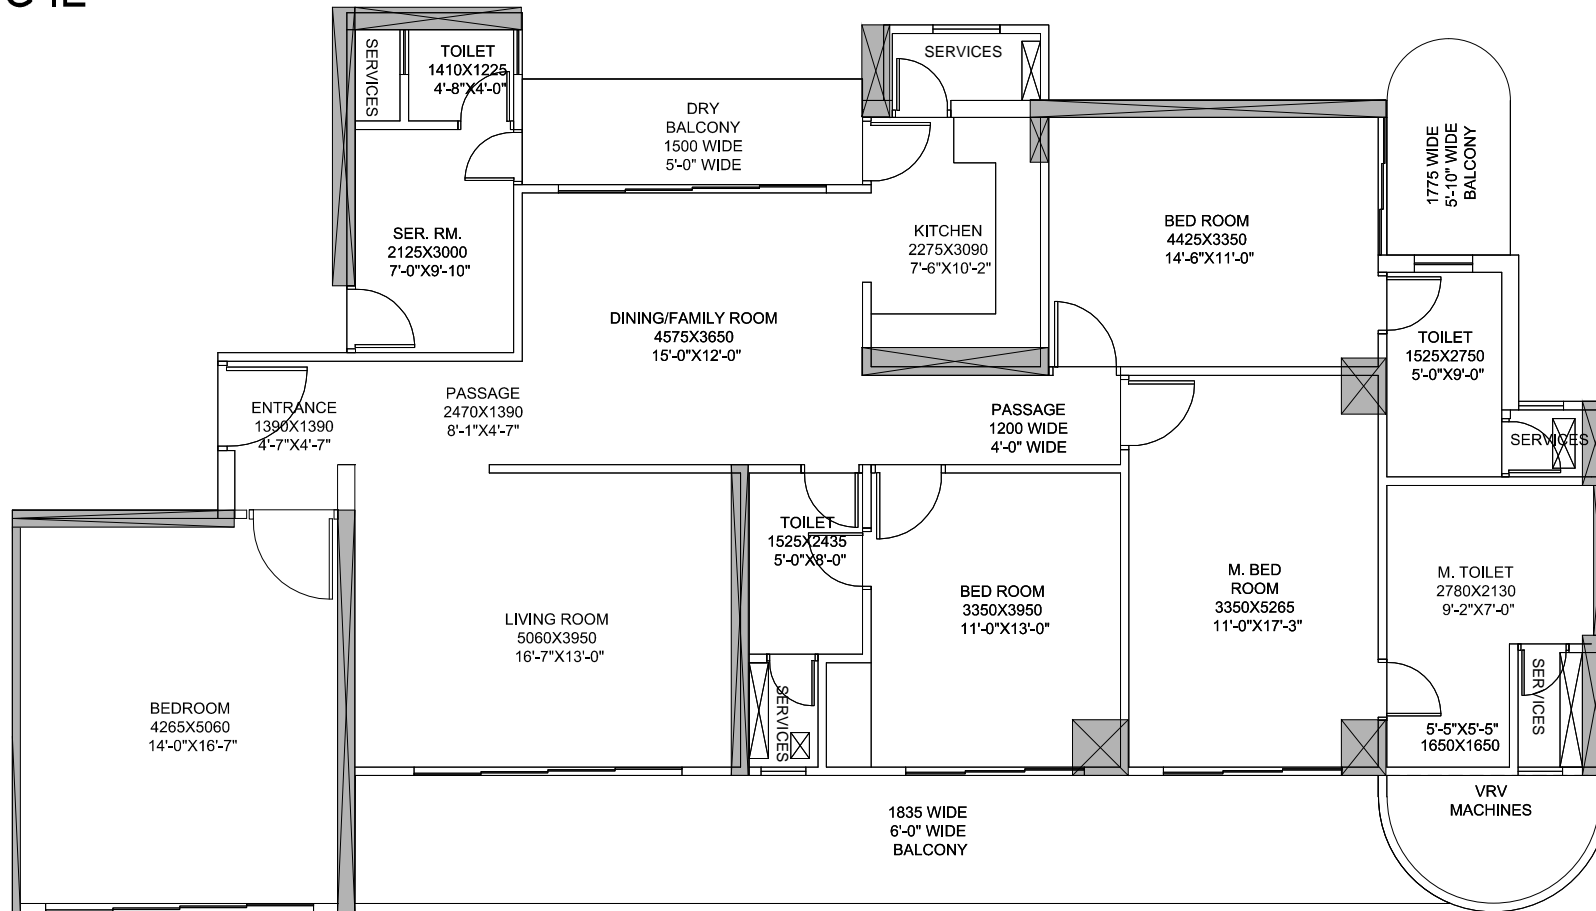 SERVICES
TOILET
1410X1225
4'-8"X4'-0"
DRY
BALCONY
1500 WIDE
5'-0" WIDE
SERVICES
1775 WIDE
5'-10" WIDE
BALCONY
SER. RM.
2125X3000
7'-0"X9'-10"
KITCHEN
2275X3090
7'-6"X10'-2"
BED ROOM
4425X3350
14'-6"X11'-0"
DINING/FAMILY ROOM
4575X3650
15'-0"X12'-0"
TOILET
1525X2750
5'-0"X9'-0"
ENTRANCE
1390X1390
4'-7"X4'-7"
PASSAGE
2470X1390
8'-1"X4'-7"
PASSAGE
1200 WIDE
4'-0" WIDE
SERVICES
TOILET
1525X2435
5'-0"X8'-0"
LIVING ROOM
5060X3950
16'-7"X13'-0"
BED ROOM
3350X3950
11'-0"X13'-0"
M. BED
ROOM
3350X5265
11'-0"X17'-3"
M. TOILET
2780X2130
9'-2"X7'-0"
BEDROOM
4265X5060
14'-0"X16'-7"
SERVICES
SERVICES
5'-5"X5'-5"
1650X1650
1835 WIDE
6'-0" WIDE
BALCONY
VRV
MACHINES